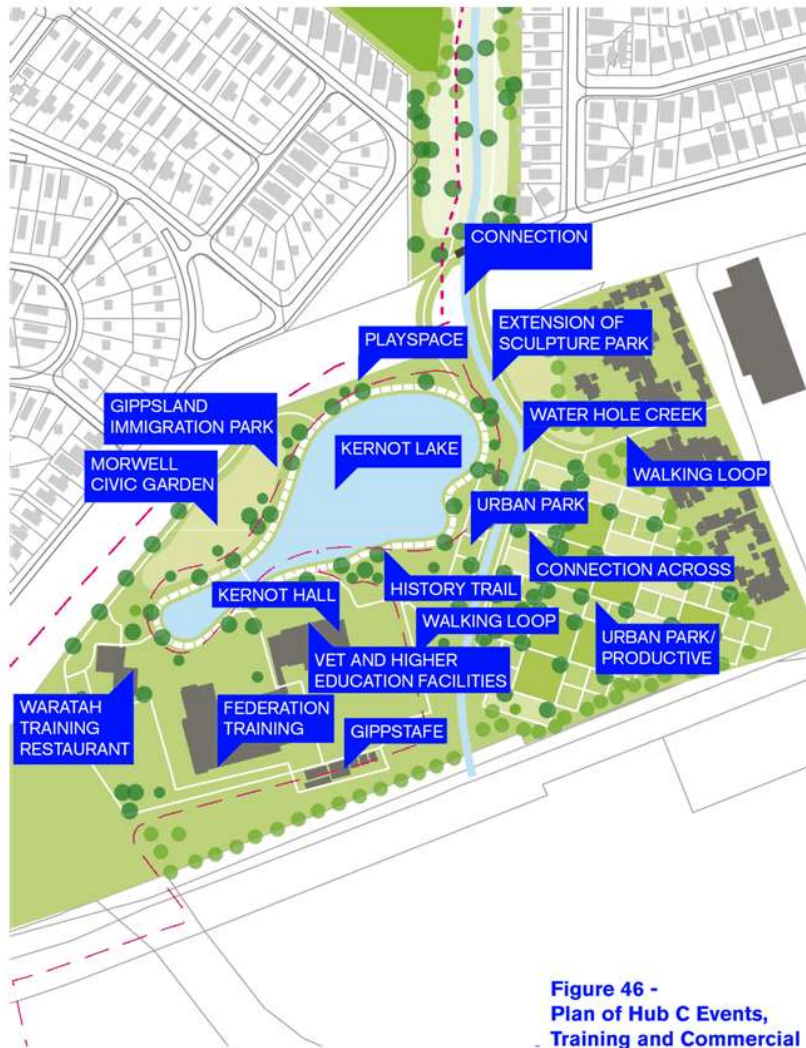 CONNECTION
EXTENSION OF
SCULPTURE PARK
PLAYSPACE
GIPPSLAND
IMMIGRATION PARK
WATER HOLE CREEK
KERNOT LAKE
MORWELL
CIVIC GARDEN
WALKING LOOP
URBAN PARK
CONNECTION ACROSS
HISTORY TRAIL
KERNOT HALL
WALKING LOOP
URBAN PARK/
PRODUCTIVE
VET AND HIGHER
EDUCATION FACILITIES
WARATAH
TRAINING
RESTAURANT
FEDERATION
TRAINING
GIPPSTAFE
Figure 46 -
Plan of Hub C Events,
Training and Commercial